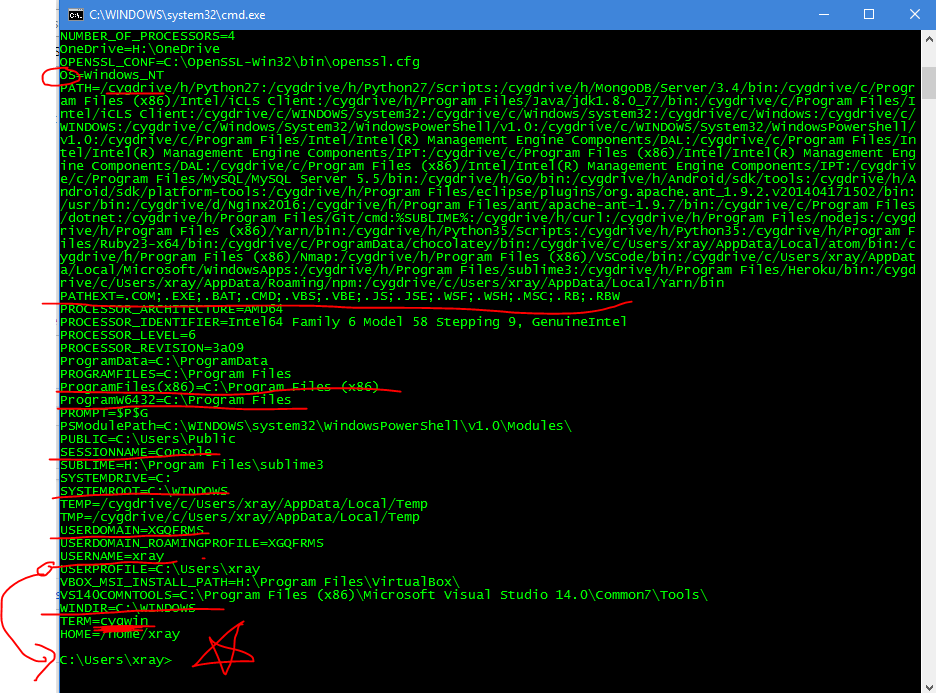 C:\WINDOWS\system32\cmd.exe
NUMBER_OF_PROCESSORS=4
OneDrive=H:\OneDrive
OPENSSL_CONF=C:\OpenSSL-Win32\bin\openssl.cfg
OS=Windows_NT
PATH=/cygdrive/h/Python27:/cygdrive/h/Python27/Scripts:/cygdrive/h/MongoDB/Server/3.4/bin:/cygdrive/c/Progr
am Files (x86)/Intel/iCLS Client:/cygdrive/h/Program Files/Java/jdk1.8.0_77/bin:/cygdrive/c/Program Files/I
ntel/iCLS Client:/cygdrive/c/WINDOWS/system32:/cygdrive/c/Windows/system32:/cygdrive/c/Windows:/cygdrive/c/
WINDOWS:/cygdrive/c/Windows/System32/WindowsPowerShell/v1.0:/cygdrive/c/WINDOWS/System32/WindowsPowerShell/
v1.0:/cygdrive/c/Program Files/Intel/Intel(R) Management Engine Components/DAL:/cygdrive/c/Program Files/In
tel/Intel(R) Management Engine Components/IPT:/cygdrive/c/Program Files (x86)/Intel/Intel(R) Management Eng
ine Components/DAL:/cygdrive/c/Program Files (x86)/Intel/Intel(R) Management Engine Components/IPT:/cygdriv
e/c/Program Files/MySQL/MySQL Server 5.5/bin:/cygdrive/h/Go/bin:/cygdrive/h/Android/sdk/tools:/cygdrive/h/A
ndroid/sdk/platform-tools:/cygdrive/h/Program Files/eclipse/plugins/org.apache.ant_1.9.2.v201404171502/bin:
/usr/bin:/cygdrive/d/Nginx2016:/cygdrive/h/Program Files/ant/apache-ant-1.9.7/bin:/cygdrive/c/Program Files
/dotnet:/cygdrive/h/Program Files/Git/cmd:%SUBLIME%:/cygdrive/h/curl:/cygdrive/h/Program Files/nodejs:/cygd
rive/h/Program Files (x86)/Yarn/bin:/cygdrive/h/Python35/Scripts:/cygdrive/h/Python35:/cygdrive/h/Program F
iles/Ruby23-x64/bin:/cygdrive/c/ProgramData/chocolatey/bin:/cygdrive/c/Users/xray/AppData/Local/atom/bin:/c
ygdrive/h/Program Files (x86)/Nmap:/cygdrive/h/Program Files (x86)/VSCode/bin:/cygdrive/c/Users/xray/AppDat
a/Local/Microsoft/WindowsApps:/cygdrive/h/Program Files/sublime3:/cygdrive/h/Program Files/Heroku/bin:/cygd
rive/c/Users/xray/AppData/Roaming/npm:/cygdrive/c/Users/xray/AppData/Local/Yarn/bin
PATHEXT=.COM;.EXE;.BAT;.CMD;.VBS;.VBE;.JS;.JSE;.WSF;.WSH;.MSC;.RB;.RBW
PROCESSOR_ARCHITECTURE=AMD64
PROCESSOR_IDENTIFIER=Intel64 Family 6 Model 58 Stepping 9, GenuineIntel
PROCESSOR_LEVEL=6
PROCESSOR_REVISION=3a09
ProgramData=C:\ProgramData
PROGRAMFILES=C:\Program Files
ProgramFiles(x86)=C:\Program Files (x86)
ProgramW6432=C:\Program Files
PROMPT=$P$G
PSModulePath=C:\WINDOWS\system32\WindowsPowerShell\v1.0\Modules\
PUBLIC=C:\Users\Public
SESSIONNAME=Console
SUBLIME=H:\Program Files\sublime3
SYSTEMDRIVE=C:
SYSTEMROOT=C:\WINDOWS
TEMP=/cygdrive/c/Users/xray/AppData/Local/Temp
TMP=/cygdrive/c/Users/xray/AppData/Local/Temp
USERDOMAIN=XGQFRMS
USERDOMAIN_ROAMINGPROFILE=XGQFRMS
USERNAME=xray
USERPROFILE=C:\Users\xray
VBOX_MSI_INSTALL_PATH=H:\Program Files\VirtualBox\
VS140COMNTOOLS=C:\Program Files (x86)\Microsoft Visual Studio 14.0\Common7\Tools\
WINDIR=C:\WINDOWS
TERM=cygwin
HOME=/home/xray
C:\Users\xray>